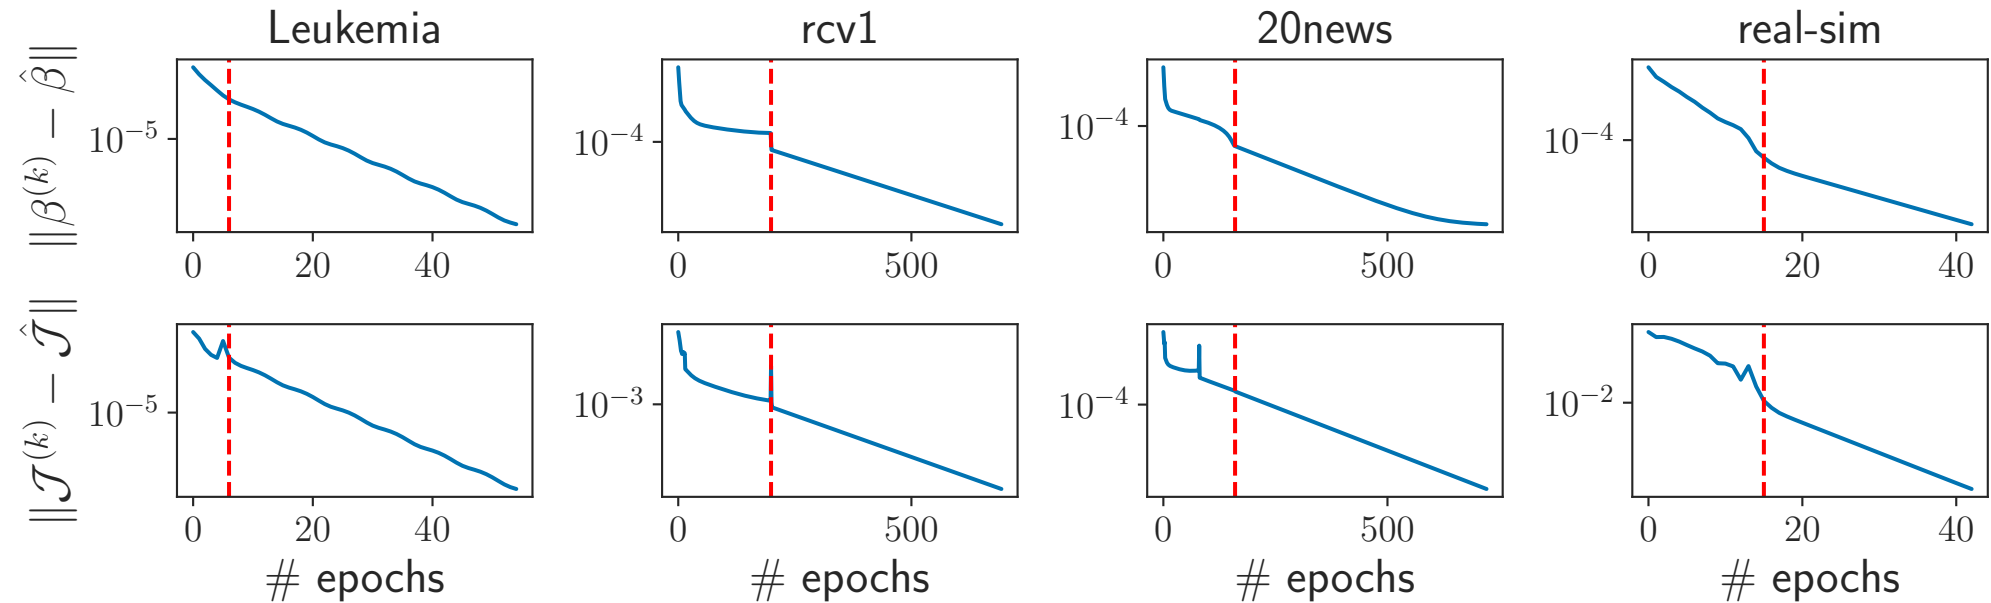 Leukemia rcv1 20news real-sim
‖β^(k) − β̂‖
10⁻⁵ 10⁻⁴ 10⁻⁴ 10⁻⁴
0 20 40 0 500 0 500 0 20 40
‖𝒥^(k) − 𝒥̂‖
10⁻⁵ 10⁻³ 10⁻⁴ 10⁻²
0 20 40 0 500 0 500 0 20 40
# epochs # epochs # epochs # epochs